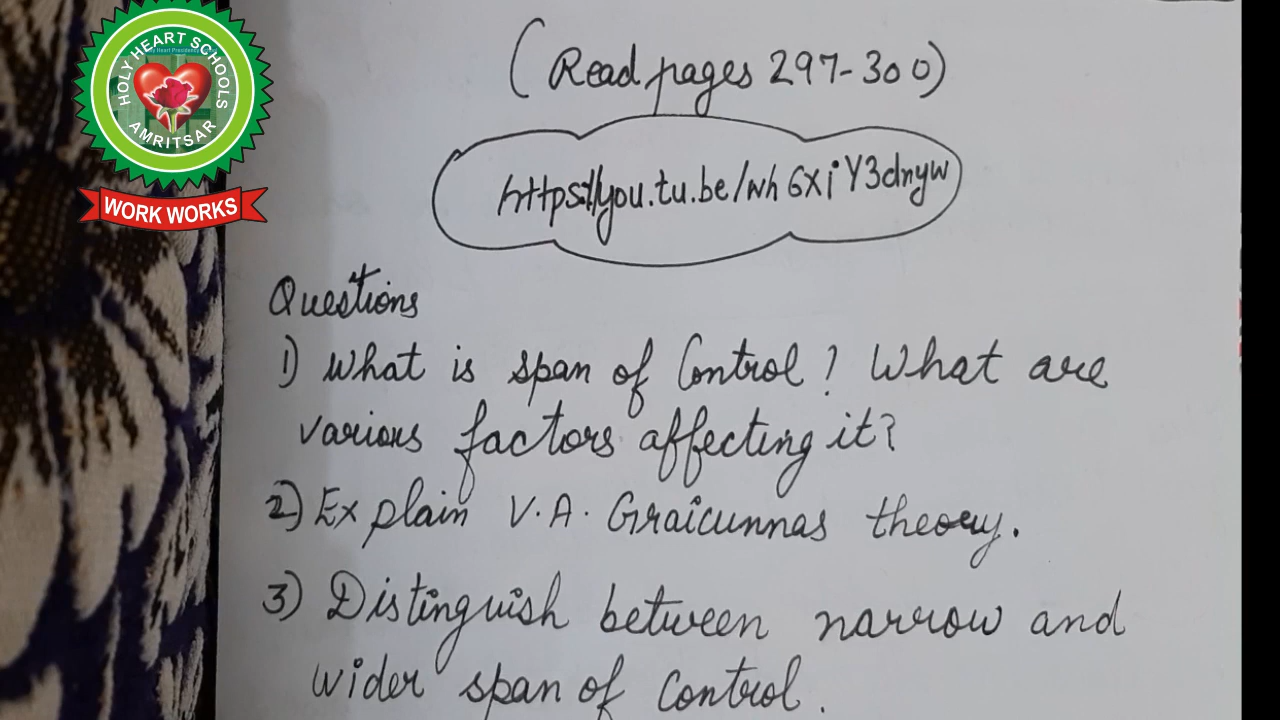 HOLY HEART SCHOOLS
AMRITSAR
WORK WORKS
(Read pages 297-300)
https://you.tu.be/wh6XiY3dnyw
Questions
1) What is span of Control? What are
various factors affecting it?
2) Explain V.A. Graicunnas theory.
3) Distinguish between narrow and
wider span of Control.